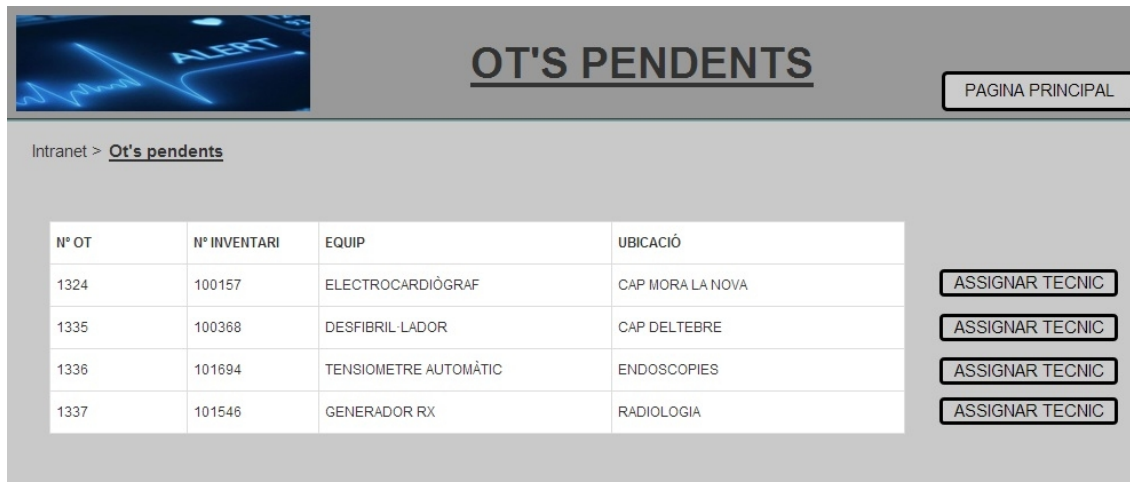 ALERT
OT'S PENDENTS
PAGINA PRINCIPAL
Intranet > Ot's pendents
Nº OT Nº INVENTARI EQUIP UBICACIÓ
1324 100157 ELECTROCARDIÒGRAF CAP MORA LA NOVA ASSIGNAR TECNIC
1335 100368 DESFIBRIL·LADOR CAP DELTEBRE ASSIGNAR TECNIC
1336 101694 TENSIOMETRE AUTOMÀTIC ENDOSCOPIES ASSIGNAR TECNIC
1337 101546 GENERADOR RX RADIOLOGIA ASSIGNAR TECNIC